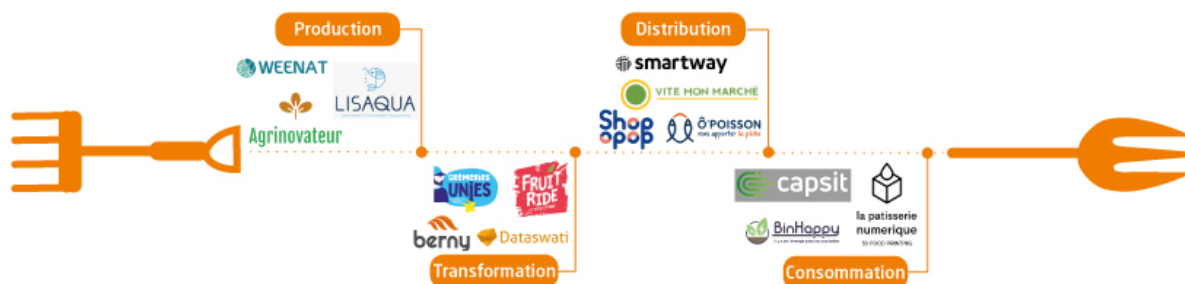 Production
WEENAT
LISAQUA
Agrinovateur
CRÈMERIES
UNIES
FRUIT
RIDE
berny
Dataswati
Transformation
Distribution
smartway
VITE MON MARCHÉ
Shop
opop
Ô'POISSON
vous apporter la pêche
capsit
BinHappy
la patisserie
numerique
3D FOOD PRINTING
Consommation